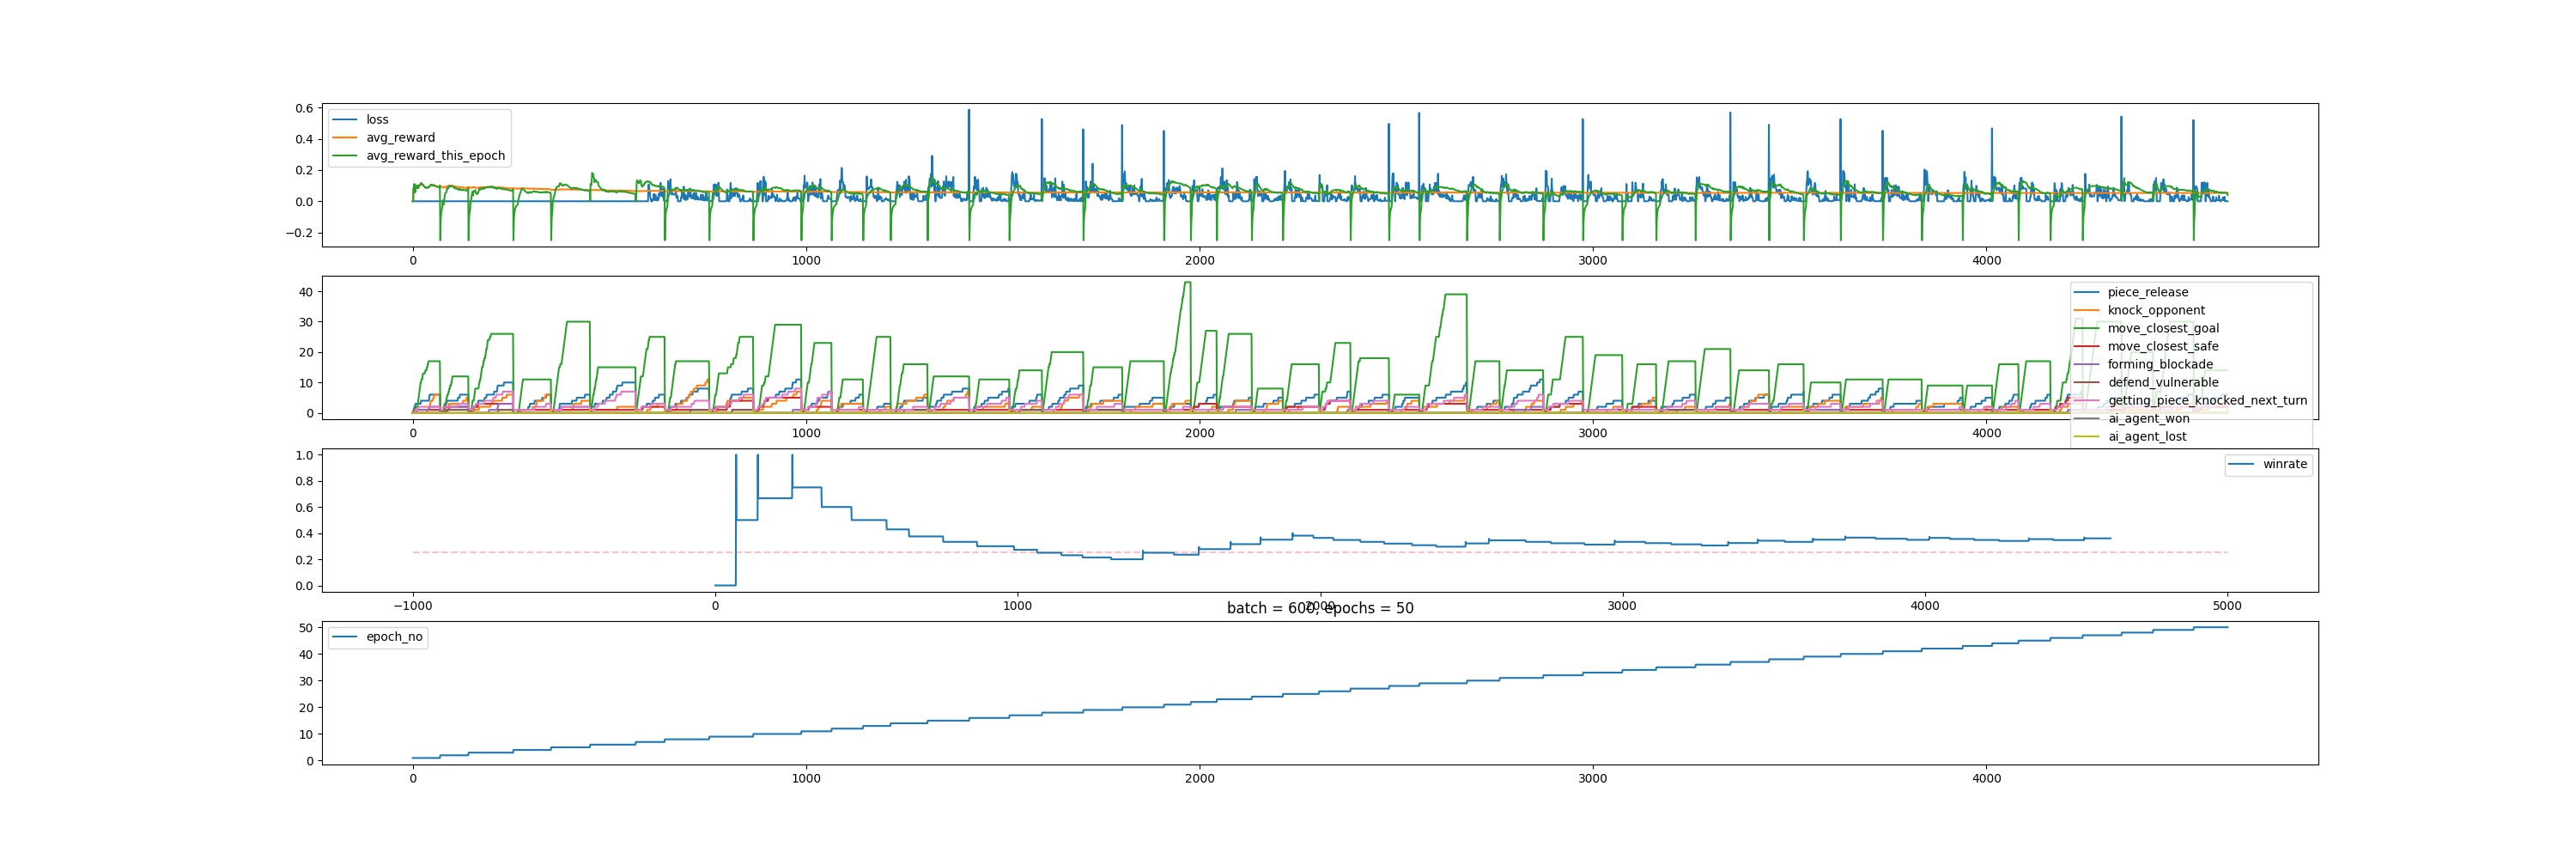 0.6
0.4
0.2
0.0
−0.2
loss
avg_reward
avg_reward_this_epoch
0 1000 2000 3000 4000
40
30
20
10
0
piece_release
knock_opponent
move_closest_goal
move_closest_safe
forming_blockade
defend_vulnerable
getting_piece_knocked_next_turn
ai_agent_won
ai_agent_lost
0 1000 2000 3000 4000
1.0
0.8
0.6
0.4
0.2
0.0
winrate
−1000 0 1000 2000 3000 4000 5000
batch = 600, epochs = 50
50
40
30
20
10
0
epoch_no
0 1000 2000 3000 4000